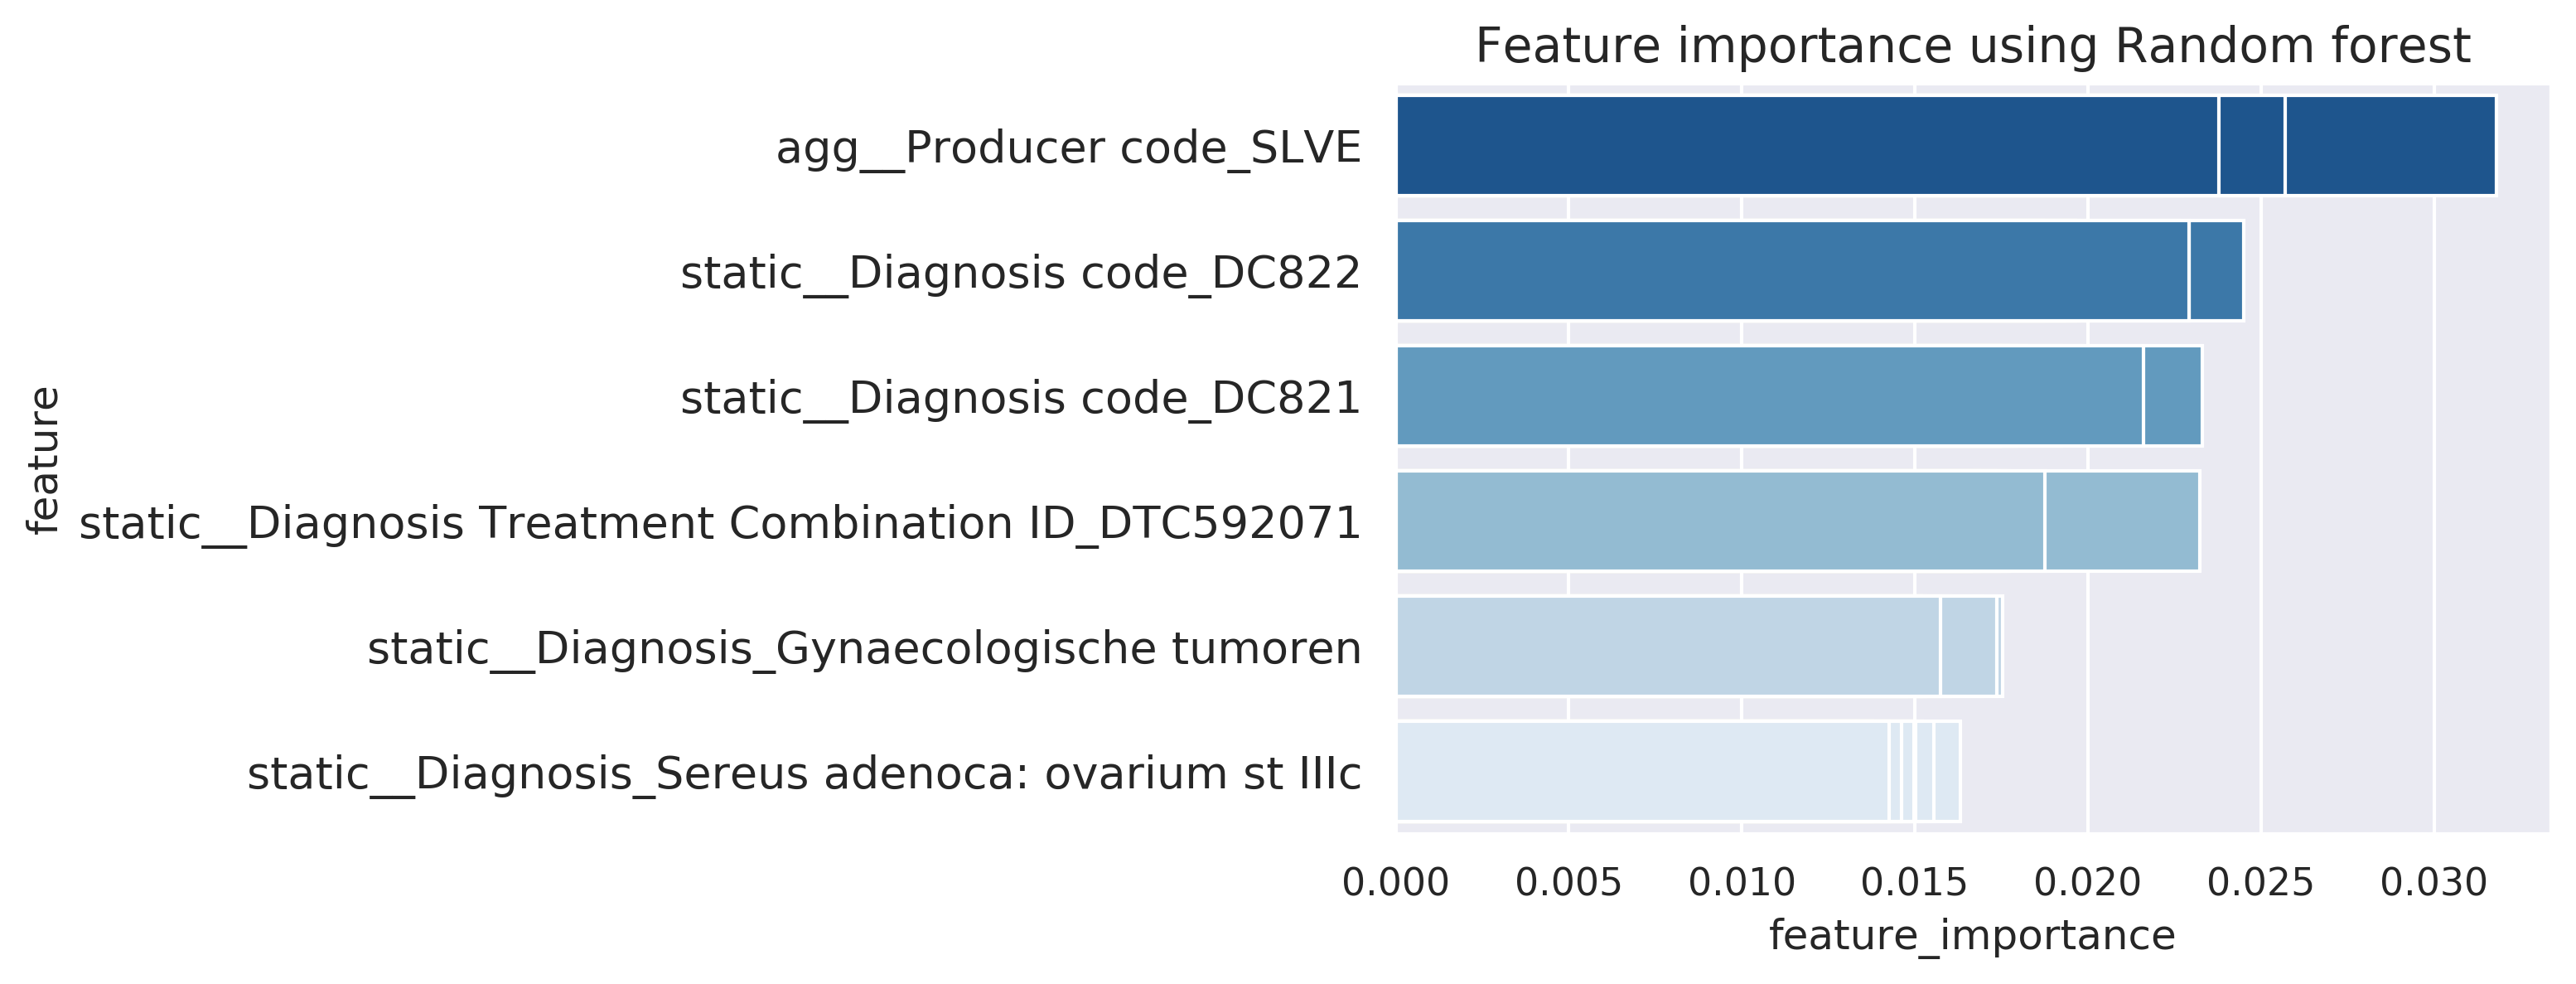 Feature importance using Random forest
agg__Producer code_SLVE
static__Diagnosis code_DC822
static__Diagnosis code_DC821
static__Diagnosis Treatment Combination ID_DTC592071
static__Diagnosis_Gynaecologische tumoren
static__Diagnosis_Sereus adenoca: ovarium st IIIc
feature
0.000 0.005 0.010 0.015 0.020 0.025 0.030
feature_importance